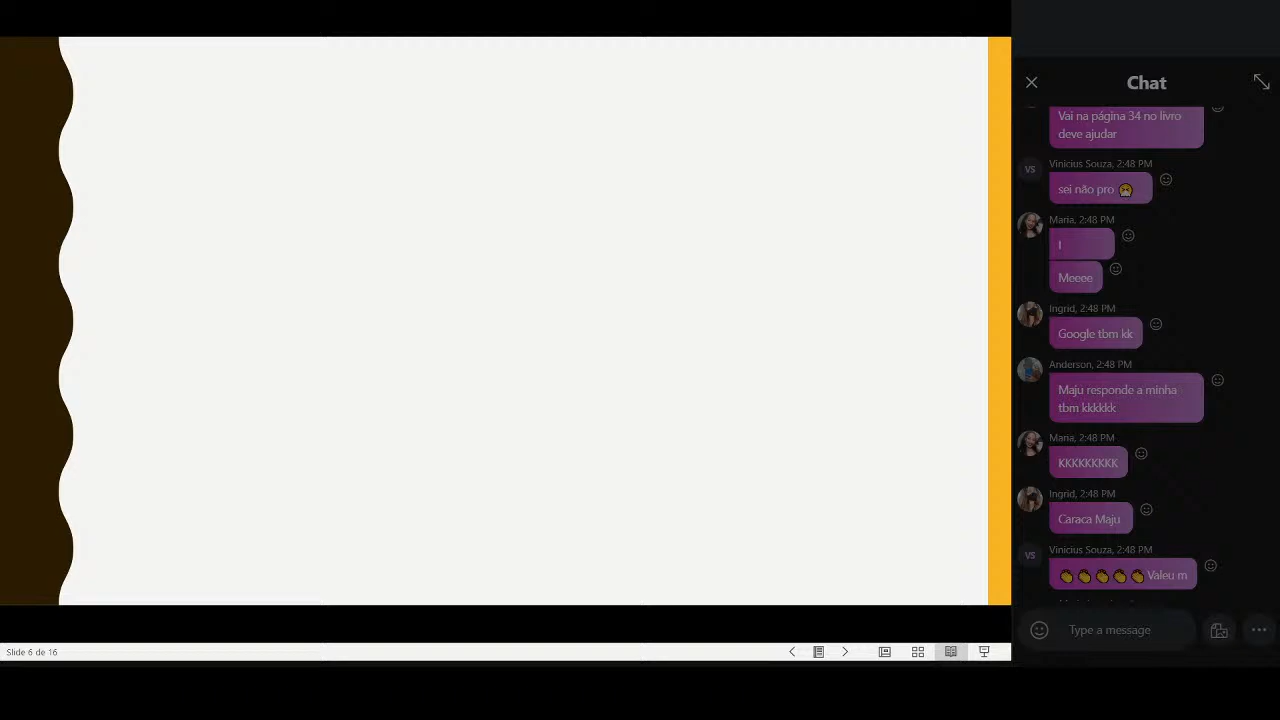 Chat
Vai na página 34 no livro
deve ajudar
Vinicius Souza, 2:48 PM
VS
sei não pro
Maria, 2:48 PM
I
Meeee
Ingrid, 2:48 PM
Google tbm kk
Anderson, 2:48 PM
Maju responde a minha
tbm kkkkkk
Maria, 2:48 PM
KKKKKKKKK
Ingrid, 2:48 PM
Caraca Maju
Vinicius Souza, 2:48 PM
VS
Valeu m
Type a message
Slide 6 de 16